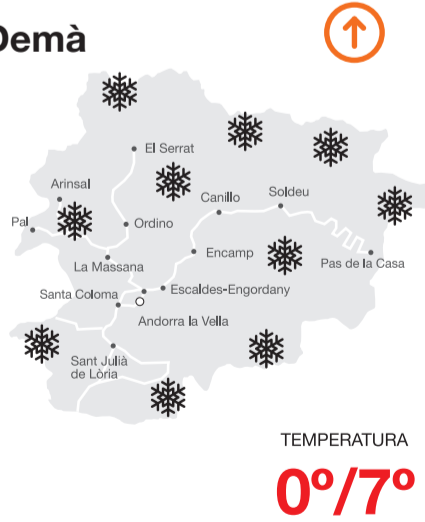 Demà
El Serrat
Arinsal
Canillo
Soldeu
Pal
Ordino
Encamp
La Massana
Pas de la Casa
Santa Coloma
Escaldes-Engordany
Andorra la Vella
Sant Julià
de Lòria
TEMPERATURA
0º/7º